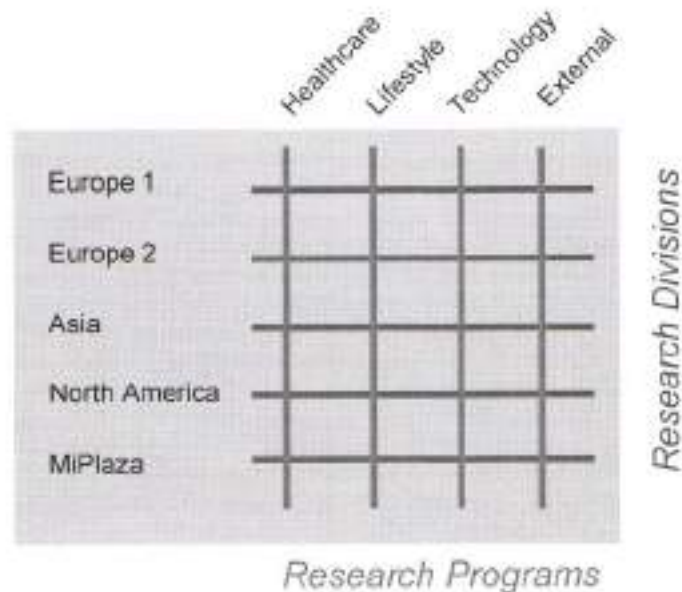 Healthcare
Lifestyle
Technology
External
Europe 1
Europe 2
Asia
North America
MiPlaza
Research Divisions
Research Programs